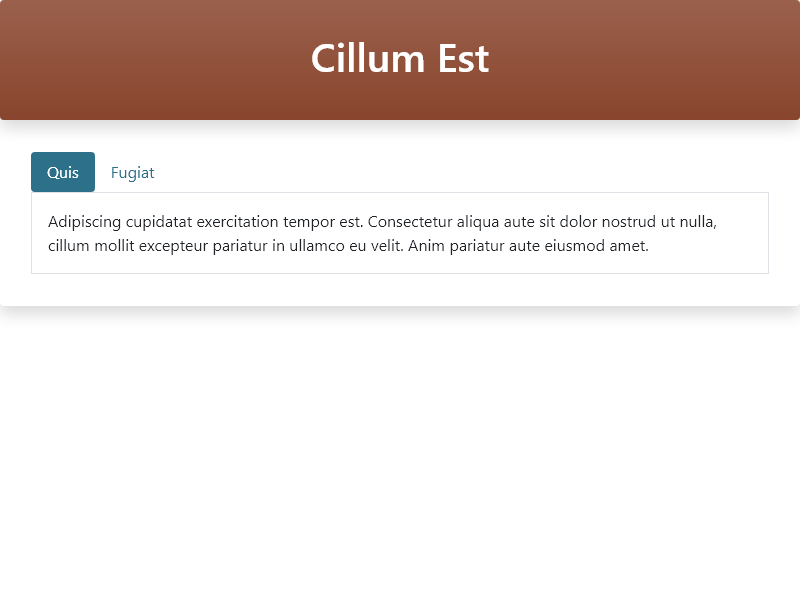 Cillum Est
Quis
Fugiat
Adipiscing cupidatat exercitation tempor est. Consectetur aliqua aute sit dolor nostrud ut nulla,
cillum mollit excepteur pariatur in ullamco eu velit. Anim pariatur aute eiusmod amet.